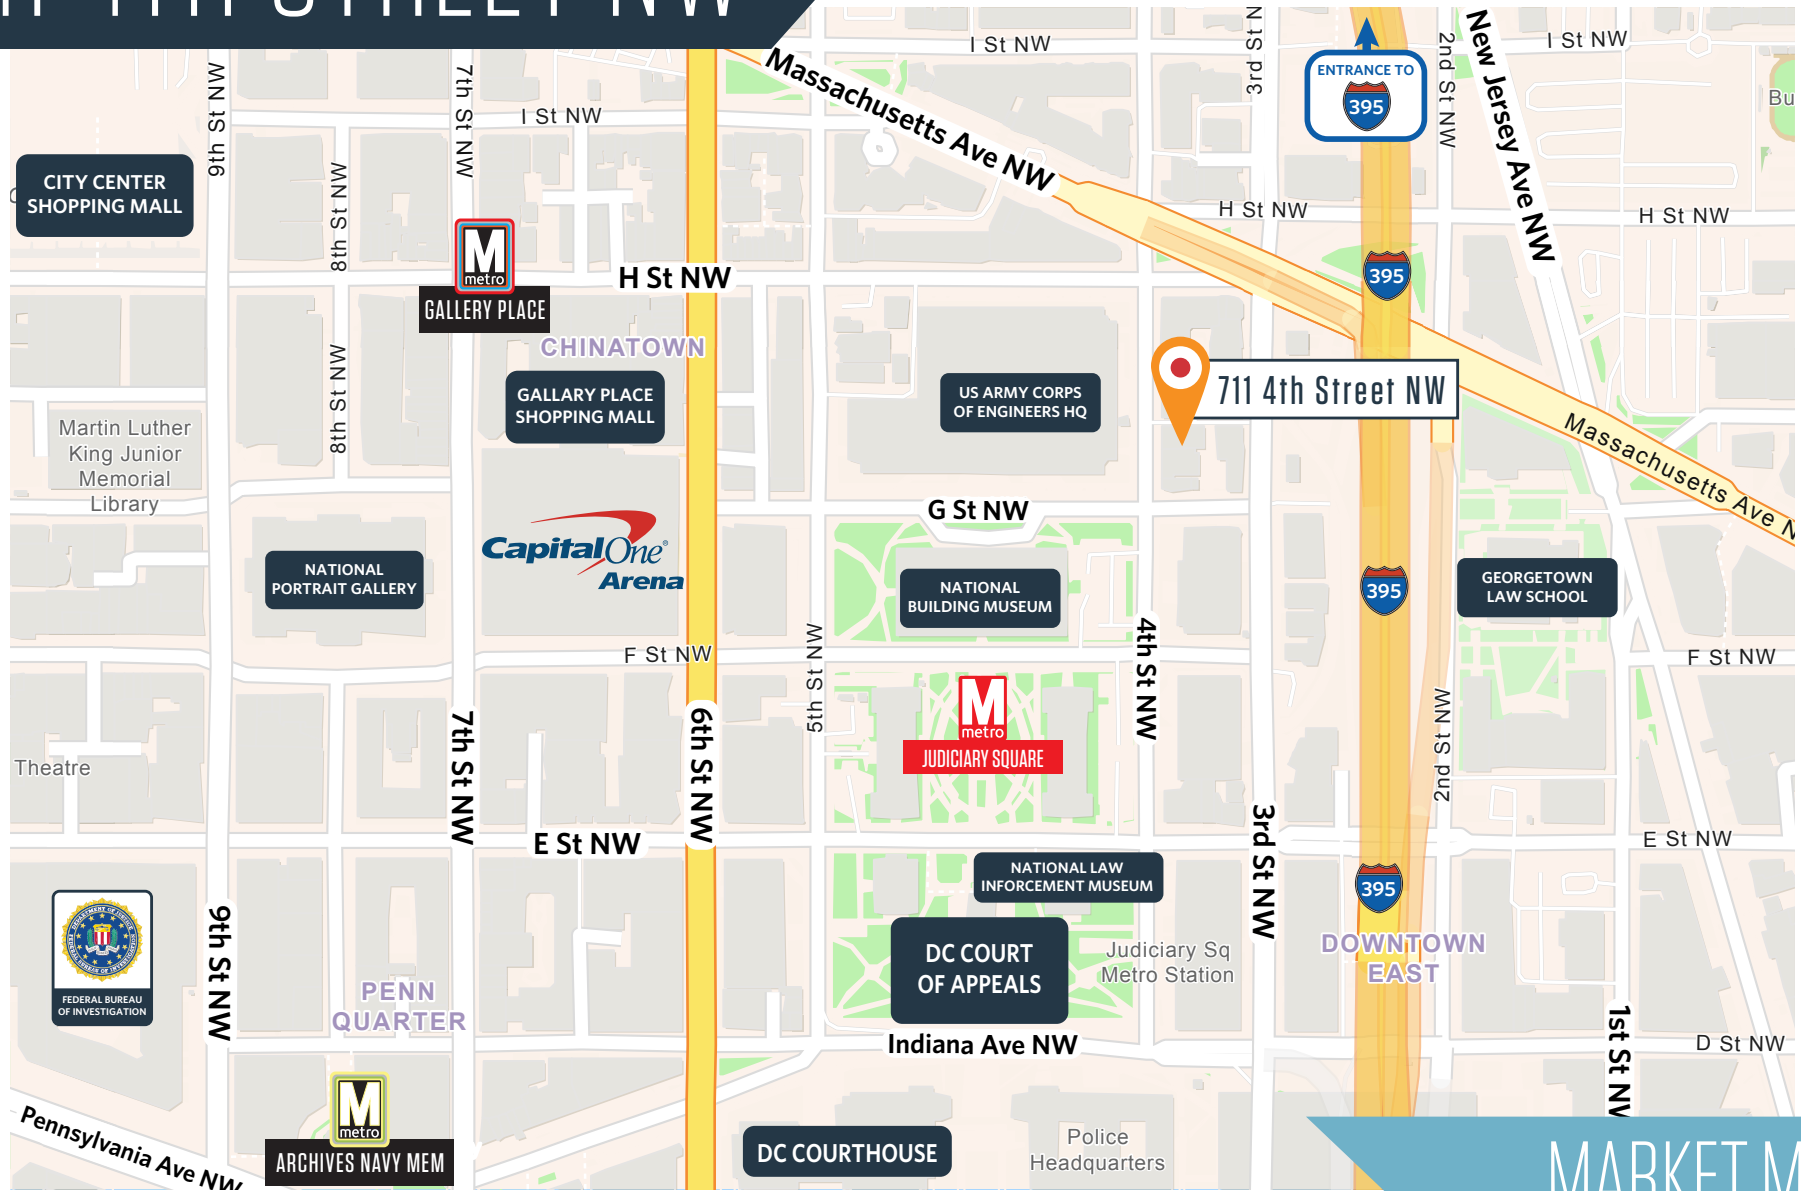 4TH STREET NW
I St NW
3rd St N
2nd St NW
New Jersey Ave NW
I St NW
ENTRANCE TO
395
Massachusetts Ave NW
9th St NW
7th St NW
I St NW
Bu
CITY CENTER
SHOPPING MALL
8th St NW
H St NW
H St NW
M
metro
GALLERY PLACE
H St NW
395
CHINATOWN
8th St NW
711 4th Street NW
GALLARY PLACE
SHOPPING MALL
US ARMY CORPS
OF ENGINEERS HQ
Martin Luther
King Junior
Memorial
Library
Massachusetts Ave N
G St NW
CapitalOne®
Arena
NATIONAL
PORTRAIT GALLERY
NATIONAL
BUILDING MUSEUM
395
GEORGETOWN
LAW SCHOOL
F St NW
5th St NW
4th St NW
F St NW
M
metro
JUDICIARY SQUARE
7th St NW
6th St NW
2nd St NW
Theatre
E St NW
3rd St NW
E St NW
NATIONAL LAW
INFORCEMENT MUSEUM
395
FEDERAL BUREAU
OF INVESTIGATION
9th St NW
DC COURT
OF APPEALS
Judiciary Sq
Metro Station
DOWNTOWN
EAST
PENN
QUARTER
Indiana Ave NW
1st St NW
D St NW
Pennsylvania Ave NW
M
metro
ARCHIVES NAVY MEM
DC COURTHOUSE
Police
Headquarters
MARKET M